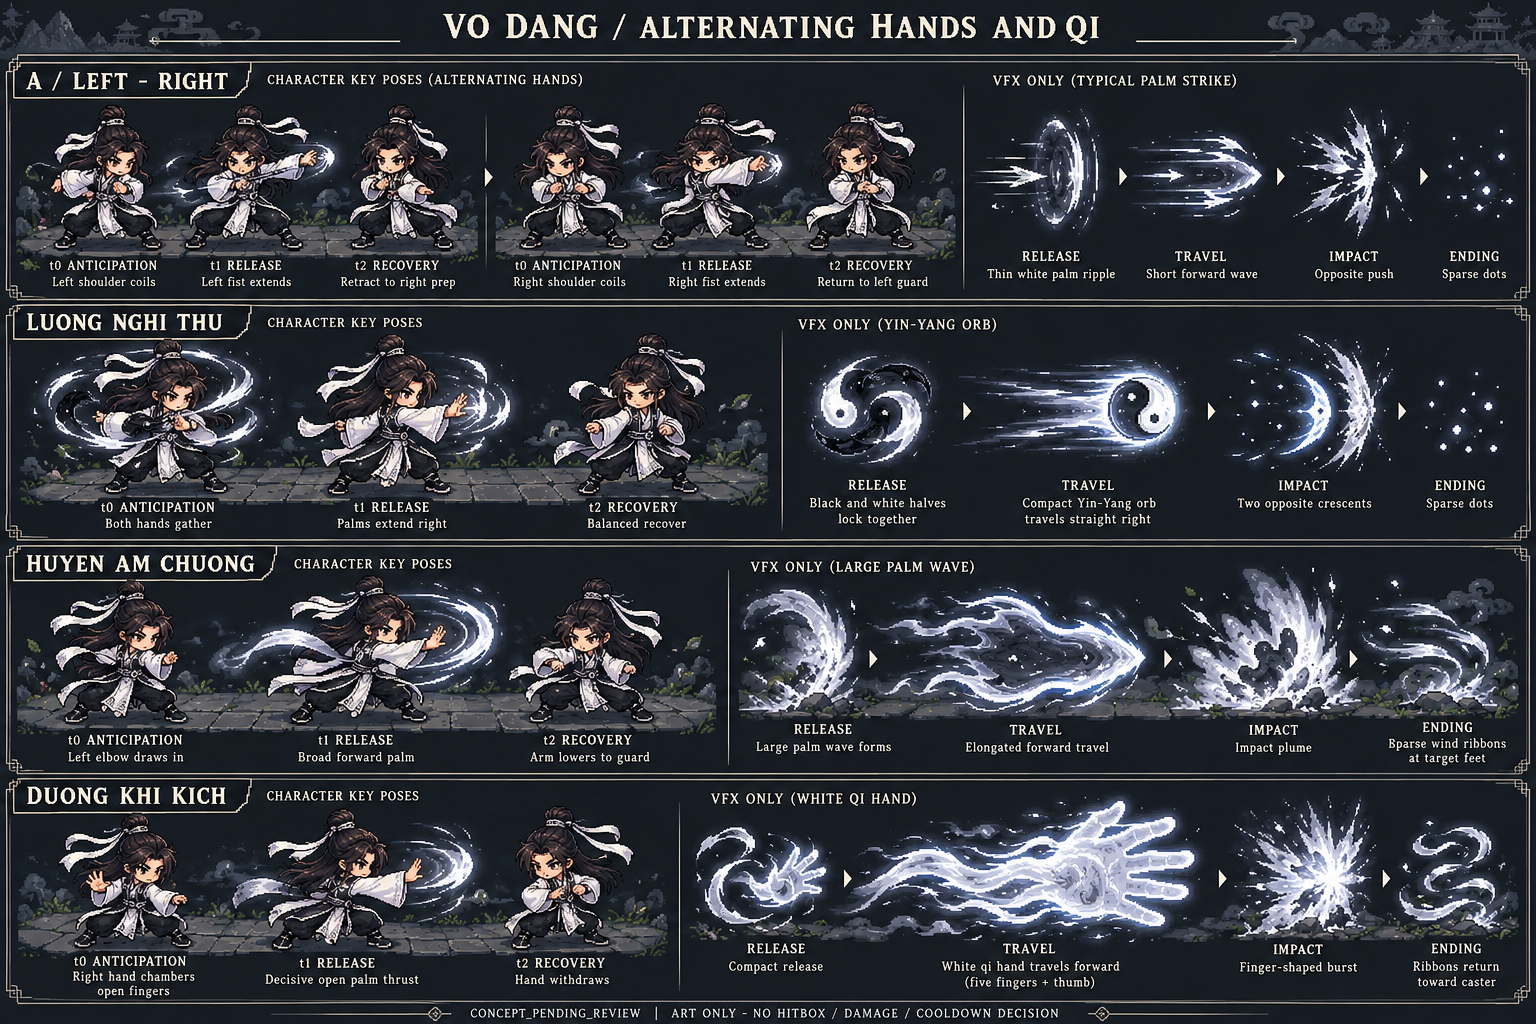 VO DANG / ALTERNATING HANDS AND QI
A / LEFT - RIGHT
CHARACTER KEY POSES (ALTERNATING HANDS)
VFX ONLY (TYPICAL PALM STRIKE)
t0 ANTICIPATION
Left shoulder coils
t1 RELEASE
Left fist extends
t2 RECOVERY
Retract to right prep
t0 ANTICIPATION
Right shoulder coils
t1 RELEASE
Right fist extends
t2 RECOVERY
Return to left guard
RELEASE
Thin white palm ripple
TRAVEL
Short forward wave
IMPACT
Opposite push
ENDING
Sparse dots
LUONG NGHI THU
CHARACTER KEY POSES
VFX ONLY (YIN-YANG ORB)
t0 ANTICIPATION
Both hands gather
t1 RELEASE
Palms extend right
t2 RECOVERY
Balanced recover
RELEASE
Black and white halves
lock together
TRAVEL
Compact Yin-Yang orb
travels straight right
IMPACT
Two opposite crescents
ENDING
Sparse dots
HUYEN AM CHUONG
CHARACTER KEY POSES
VFX ONLY (LARGE PALM WAVE)
t0 ANTICIPATION
Left elbow draws in
t1 RELEASE
Broad forward palm
t2 RECOVERY
Arm lowers to guard
RELEASE
Large palm wave forms
TRAVEL
Elongated forward travel
IMPACT
Impact plume
ENDING
Bparse wind ribbons
at target feet
DUONG KHI KICH
CHARACTER KEY POSES
VFX ONLY (WHITE QI HAND)
t0 ANTICIPATION
Right hand chambers
open fingers
t1 RELEASE
Decisive open palm thrust
t2 RECOVERY
Hand withdraws
RELEASE
Compact release
TRAVEL
White qi hand travels forward
(five fingers + thumb)
IMPACT
Finger-shaped burst
ENDING
Ribbons return
toward caster
CONCEPT_PENDING_REVIEW | ART ONLY - NO HITBOX / DAMAGE / COOLDOWN DECISION